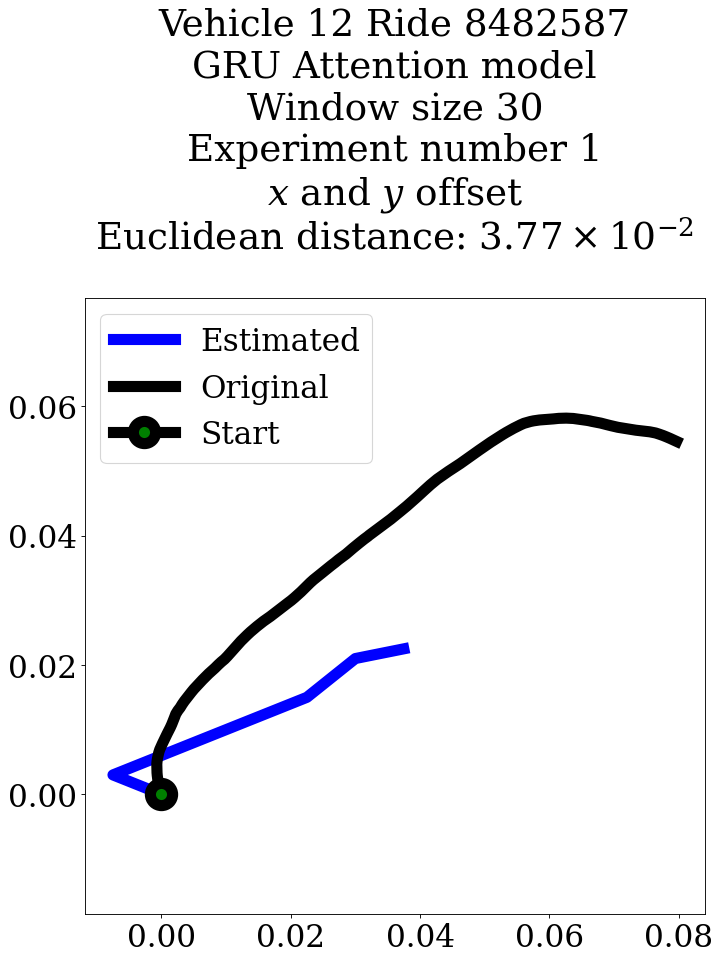 Vehicle 12 Ride 8482587
GRU Attention model
Window size 30
Experiment number 1
x and y offset
Euclidean distance: 3.77 × 10⁻²
Estimated
Original
Start
0.06
0.04
0.02
0.00
0.00 0.02 0.04 0.06 0.08